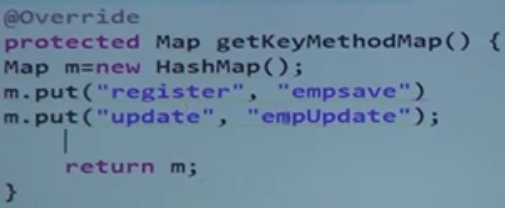 @Override
protected Map getKeyMethodMap() {
Map m=new HashMap();
m.put("register", "empsave")
m.put("update", "empUpdate");
return m;
}